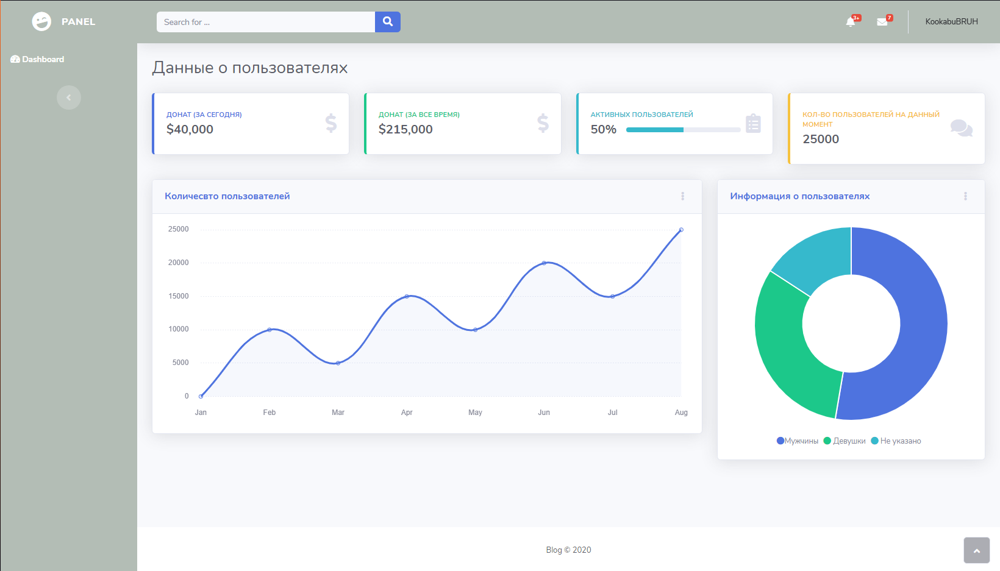 PANEL
Search for ...
3+
7
KookabuBRUH
Dashboard
Данные о пользователях
ДОНАТ (ЗА СЕГОДНЯ)
$40,000
ДОНАТ (ЗА ВСЕ ВРЕМЯ)
$215,000
АКТИВНЫХ ПОЛЬЗОВАТЕЛЕЙ
50%
КОЛ-ВО ПОЛЬЗОВАТЕЛЕЙ НА ДАННЫЙ
МОМЕНТ
25000
Количесвто пользователей
25000
20000
15000
10000
5000
0
Jan Feb Mar Apr May Jun Jul Aug
Информация о пользователях
Мужчины Девушки Не указано
Blog © 2020